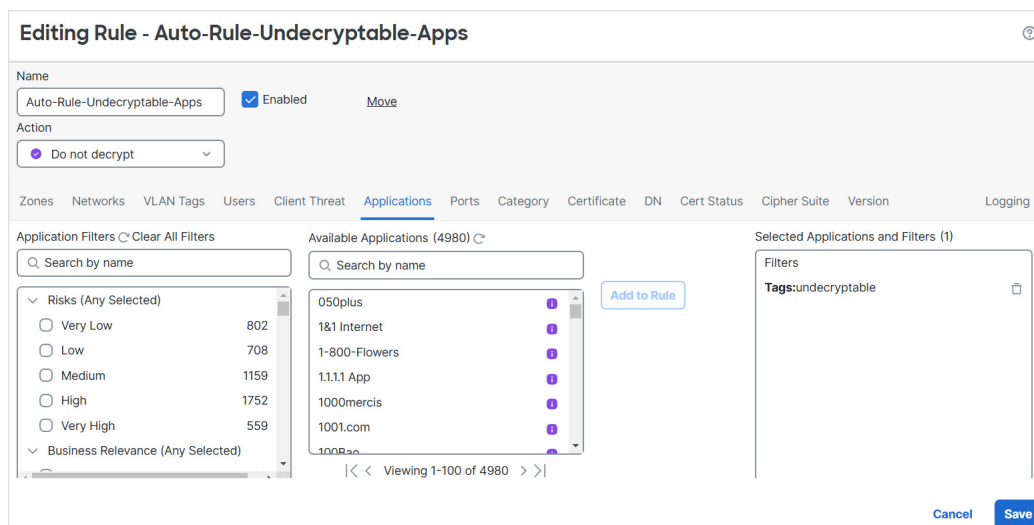 Editing Rule - Auto-Rule-Undecryptable-Apps
Name
Auto-Rule-Undecryptable-Apps
Enabled
Move
Action
Do not decrypt
Zones Networks VLAN Tags Users Client Threat Applications Ports Category Certificate DN Cert Status Cipher Suite Version Logging
Application Filters Clear All Filters
Search by name
Risks (Any Selected)
Very Low 802
Low 708
Medium 1159
High 1752
Very High 559
Business Relevance (Any Selected)
Available Applications (4980)
Search by name
050plus
1&1 Internet
1-800-Flowers
1.1.1.1 App
1000mercis
1001.com
100Bao
Viewing 1-100 of 4980
Add to Rule
Selected Applications and Filters (1)
Filters
Tags:undecryptable
Cancel
Save